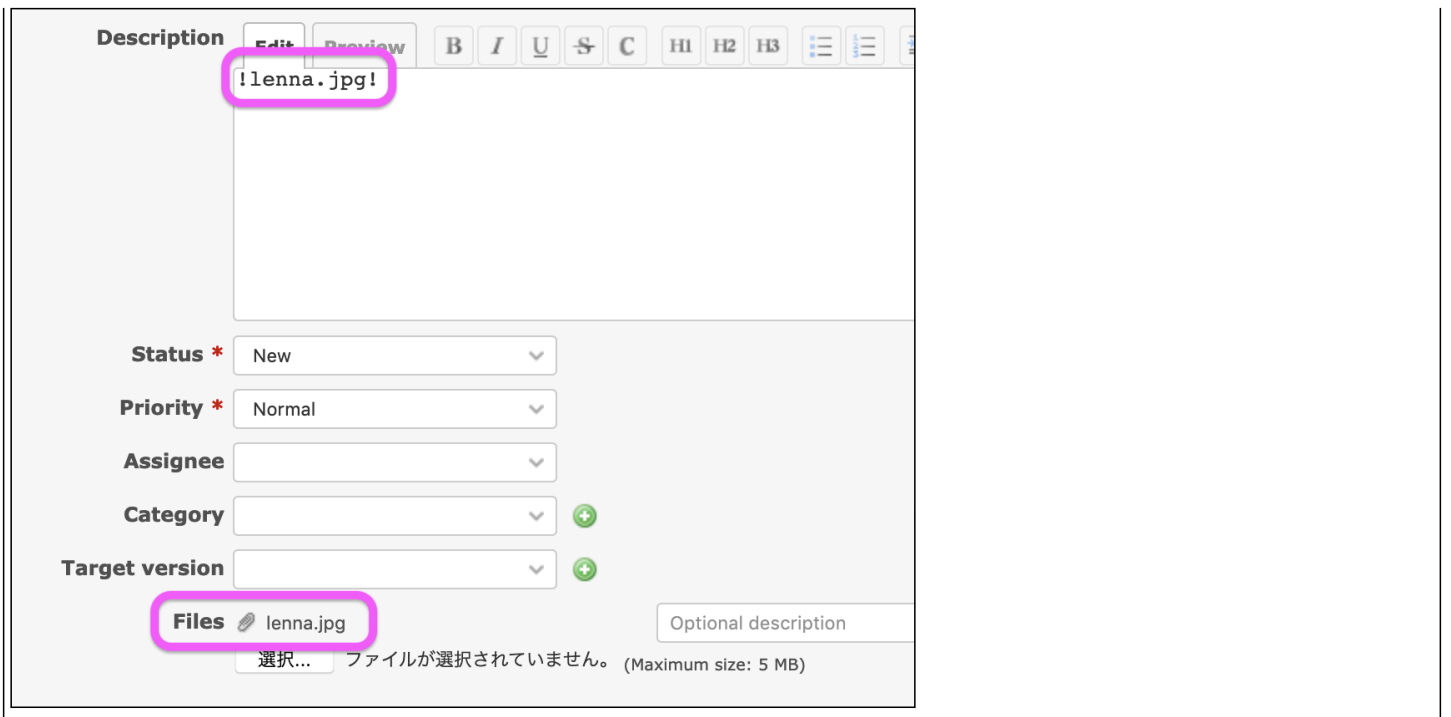 Description Edit Preview B I U S C H1 H2 H3
!lenna.jpg!
Status * New
Priority * Normal
Assignee
Category
Target version
Files lenna.jpg Optional description
選択... ファイルが選択されていません。 (Maximum size: 5 MB)